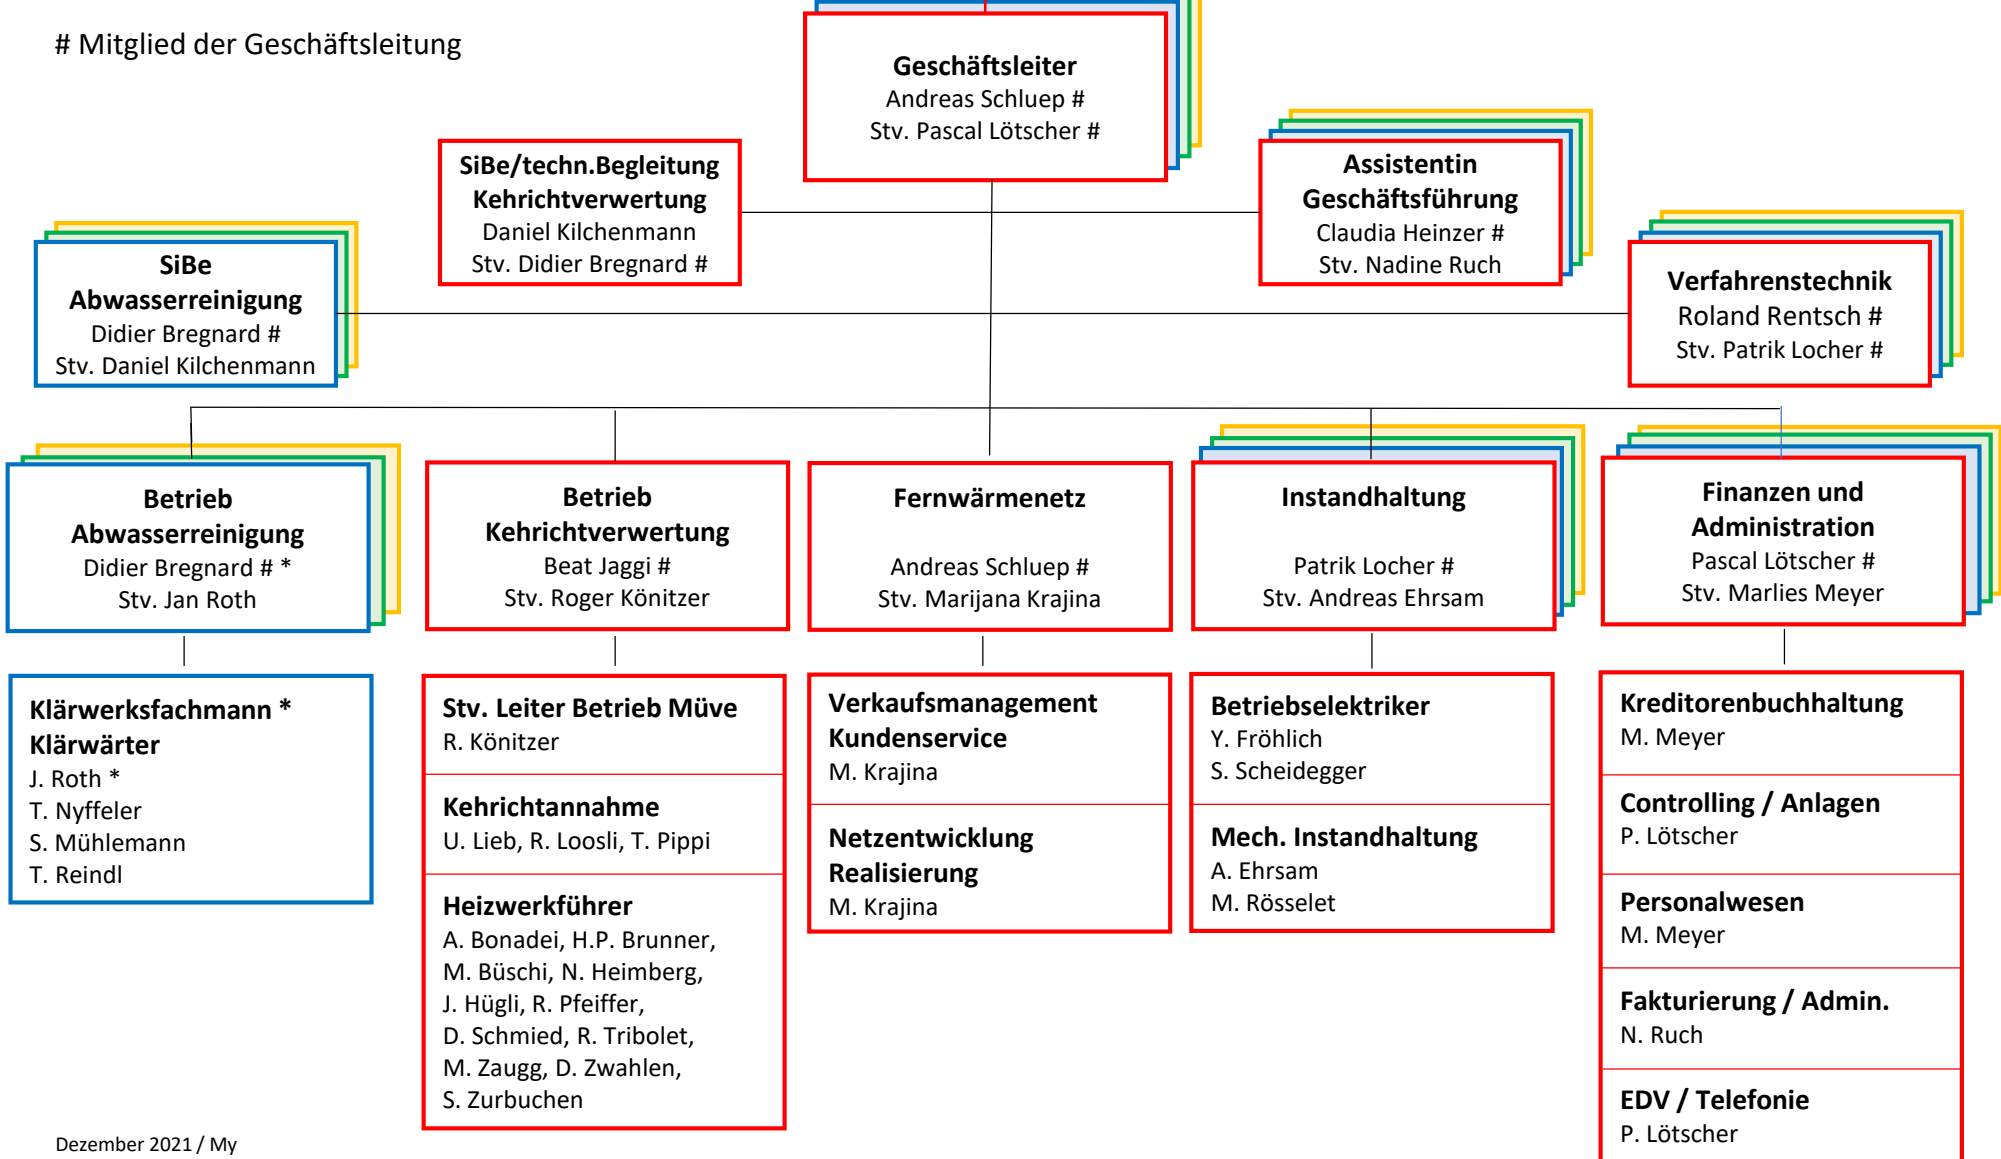 # Mitglied der Geschäftsleitung
Geschäftsleiter
Andreas Schluep #
Stv. Pascal Lötscher #
SiBe/techn.Begleitung
Kehrichtverwertung
Daniel Kilchenmann
Stv. Didier Bregnard #
Assistentin
Geschäftsführung
Claudia Heinzer #
Stv. Nadine Ruch
SiBe
Abwasserreinigung
Didier Bregnard #
Stv. Daniel Kilchenmann
Verfahrenstechnik
Roland Rentsch #
Stv. Patrik Locher #
Betrieb
Abwasserreinigung
Didier Bregnard # *
Stv. Jan Roth
Betrieb
Kehrichtverwertung
Beat Jaggi #
Stv. Roger Könitzer
Fernwärmenetz
Andreas Schluep #
Stv. Marijana Krajina
Instandhaltung
Patrik Locher #
Stv. Andreas Ehrsam
Finanzen und
Administration
Pascal Lötscher #
Stv. Marlies Meyer
Klärwerksfachmann *
Klärwärter
J. Roth *
T. Nyffeler
S. Mühlemann
T. Reindl
Stv. Leiter Betrieb Müve
R. Könitzer
Kehrichtannahme
U. Lieb, R. Loosli, T. Pippi
Heizwerkführer
A. Bonadei, H.P. Brunner,
M. Büschi, N. Heimberg,
J. Hügli, R. Pfeiffer,
D. Schmied, R. Tribolet,
M. Zaugg, D. Zwahlen,
S. Zurbuchen
Verkaufsmanagement
Kundenservice
M. Krajina
Netzentwicklung
Realisierung
M. Krajina
Betriebselektriker
Y. Fröhlich
S. Scheidegger
Mech. Instandhaltung
A. Ehrsam
M. Rösselet
Kreditorenbuchhaltung
M. Meyer
Controlling / Anlagen
P. Lötscher
Personalwesen
M. Meyer
Fakturierung / Admin.
N. Ruch
EDV / Telefonie
P. Lötscher
Dezember 2021 / My